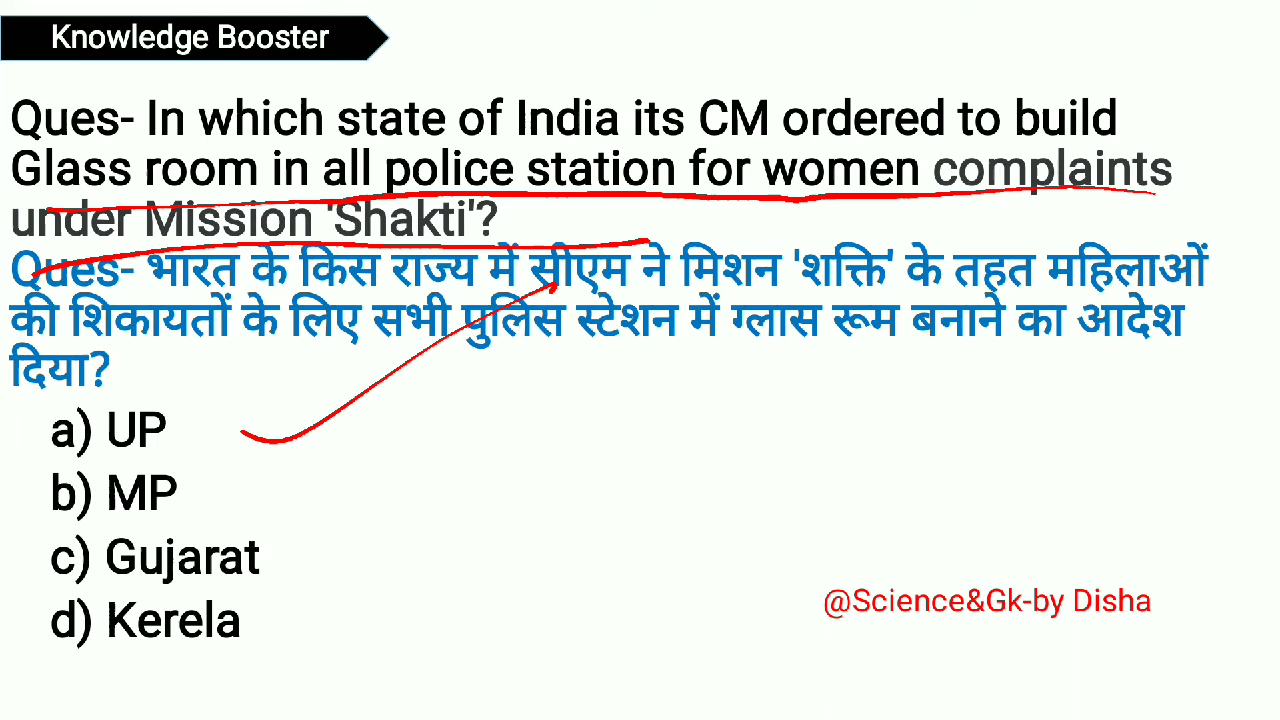 Knowledge Booster
Ques- In which state of India its CM ordered to build
Glass room in all police station for women complaints
under Mission 'Shakti'?
Ques- भारत के किस राज्य में सीएम ने मिशन 'शक्ति' के तहत महिलाओं
की शिकायतों के लिए सभी पुलिस स्टेशन में ग्लास रूम बनाने का आदेश
दिया?
a) UP
b) MP
c) Gujarat
d) Kerela
@Science&Gk-by Disha